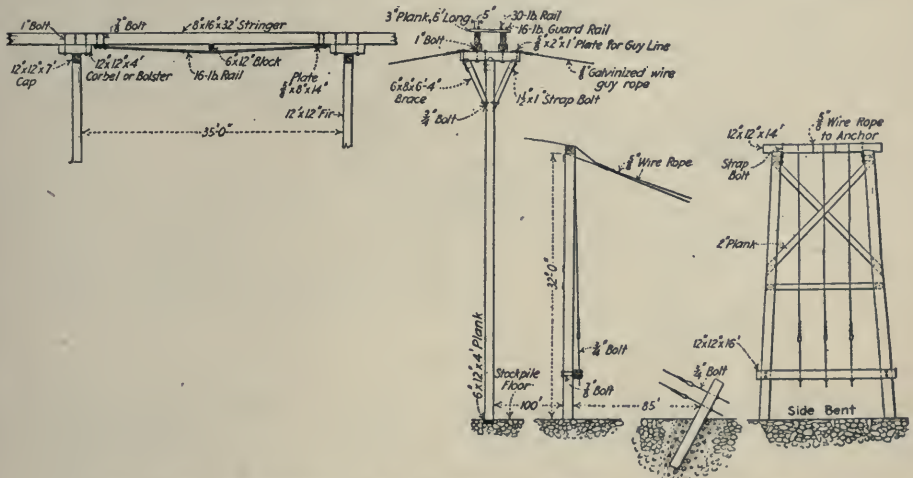 1" Bolt
7/8" Bolt
8"x16"x32' Stringer
12"x12"x7'
Cap
12"x12"x4'
Corbel or Bolster
16-lb. Rail
6"x12" Block
Plate
8"x14"
12"x12" Fir
35'-0"
3" Plank, 6' Long
5"
30-lb. Rail
16-lb. Guard Rail
1" Bolt
5/8"x2"x1' Plate for Guy Line
Galvinized wire
guy rope
6"x8"x6'-4"
Brace
1½"x1" Strap Bolt
3/4" Bolt
5/8" Wire Rope
32'-0"
6"x12"x4' Plank
Stockpile
Floor
3/4" Bolt
7/8" Bolt
100'
85'
3/4" Bolt
12"x12"x14'
5/8" Wire Rope
to Anchor
Strap
Bolt
2" Plank
12"x12"x16'
Side Bent